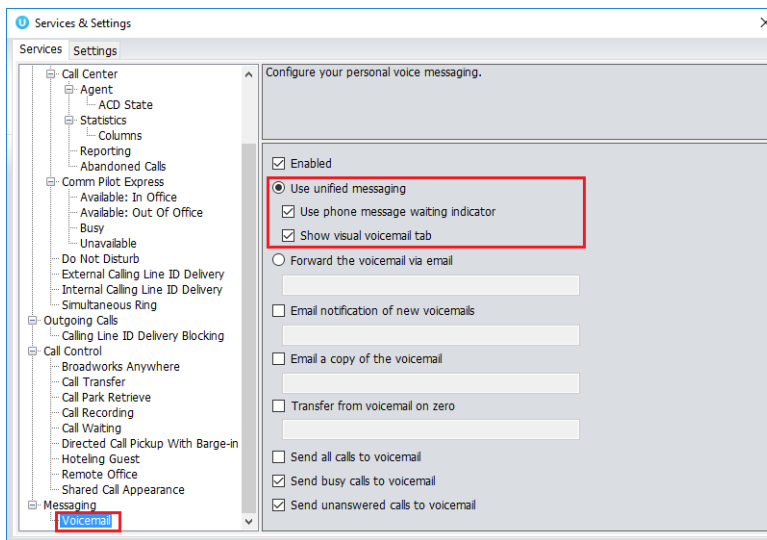 Services & Settings
Services Settings
Call Center
Agent
ACD State
Statistics
Columns
Reporting
Abandoned Calls
Comm Pilot Express
Available: In Office
Available: Out Of Office
Busy
Unavailable
Do Not Disturb
External Calling Line ID Delivery
Internal Calling Line ID Delivery
Simultaneous Ring
Outgoing Calls
Calling Line ID Delivery Blocking
Call Control
Broadworks Anywhere
Call Transfer
Call Park Retrieve
Call Recording
Call Waiting
Directed Call Pickup With Barge-in
Hoteling Guest
Remote Office
Shared Call Appearance
Messaging
Voicemail
Configure your personal voice messaging.
Enabled
Use unified messaging
Use phone message waiting indicator
Show visual voicemail tab
Forward the voicemail via email
Email notification of new voicemails
Email a copy of the voicemail
Transfer from voicemail on zero
Send all calls to voicemail
Send busy calls to voicemail
Send unanswered calls to voicemail